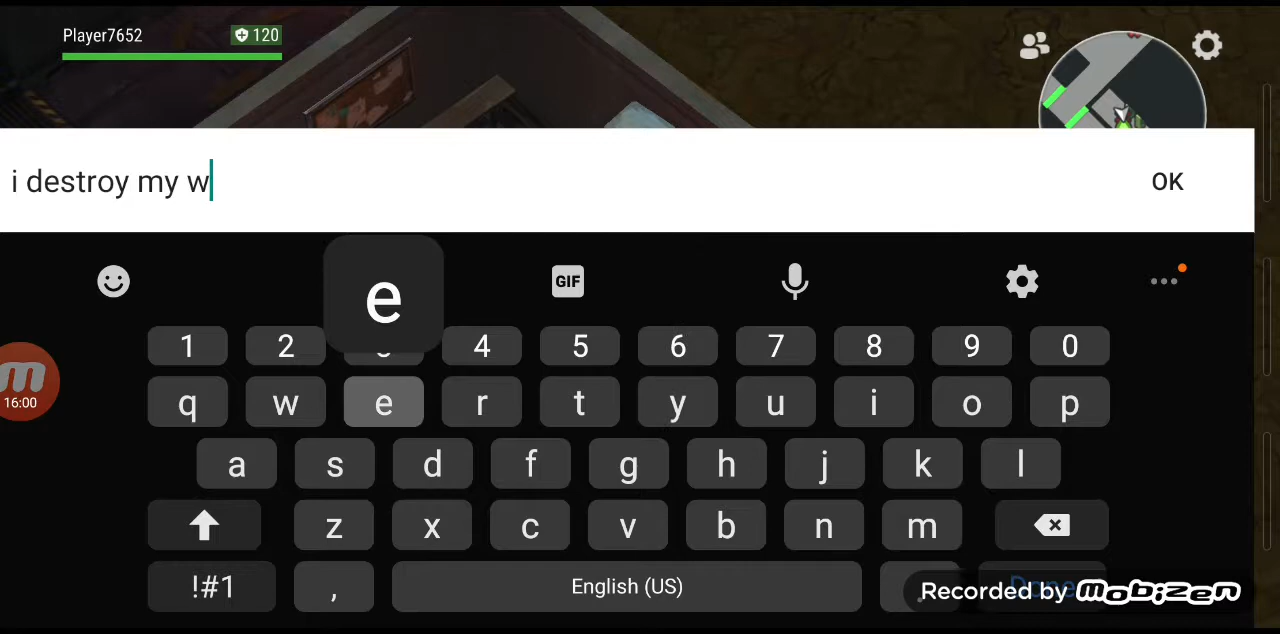 Player7652
120
i destroy my w
OK
e
GIF
1 2 4 5 6 7 8 9 0
16:00
q w e r t y u i o p
a s d f g h j k l
z x c v b n m
!#1 , English (US) Done
Recorded by mobizen